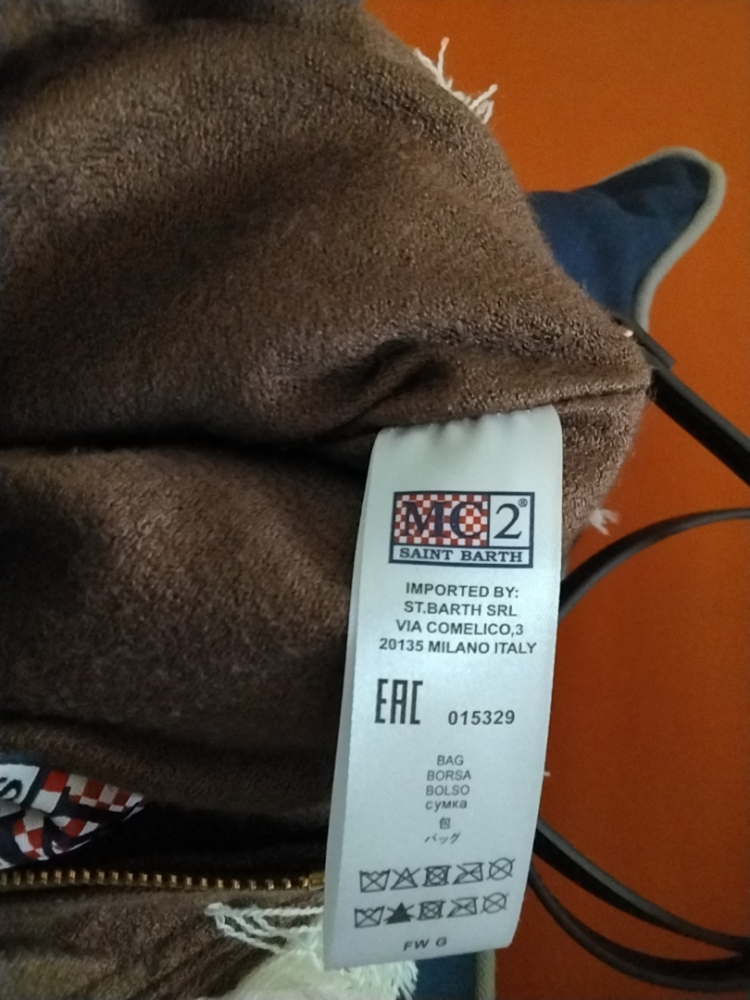 MC2®
SAINT BARTH
IMPORTED BY:
ST.BARTH SRL
VIA COMELICO,3
20135 MILANO ITALY
EAC 015329
BAG
BORSA
BOLSO
сумка
包
バッグ
FW G